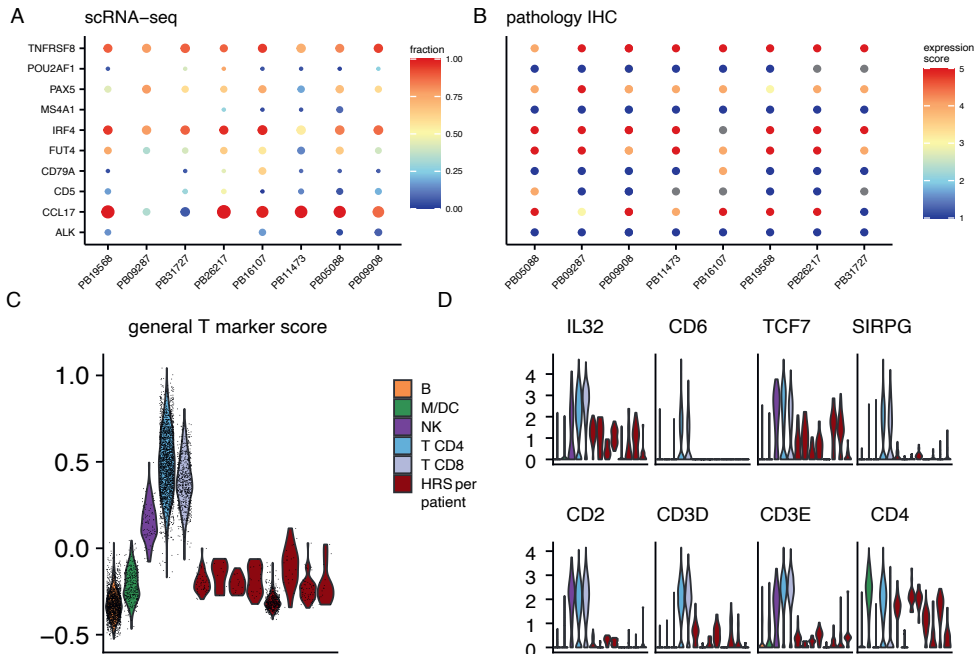 A
scRNA−seq
TNFRSF8
POU2AF1
PAX5
MS4A1
IRF4
FUT4
CD79A
CD5
CCL17
ALK
PB19568
PB09287
PB31727
PB26217
PB16107
PB11473
PB05088
PB09908
fraction
1.00
0.75
0.50
0.25
0.00
B
pathology IHC
PB05088
PB09287
PB09908
PB11473
PB16107
PB19568
PB26217
PB31727
expression
score
5
4
3
2
1
C
general T marker score
1.0
0.5
0.0
−0.5
B
M/DC
NK
T CD4
T CD8
HRS per
patient
D
IL32
CD6
TCF7
SIRPG
4
3
2
1
0
CD2
CD3D
CD3E
CD4
4
3
2
1
0